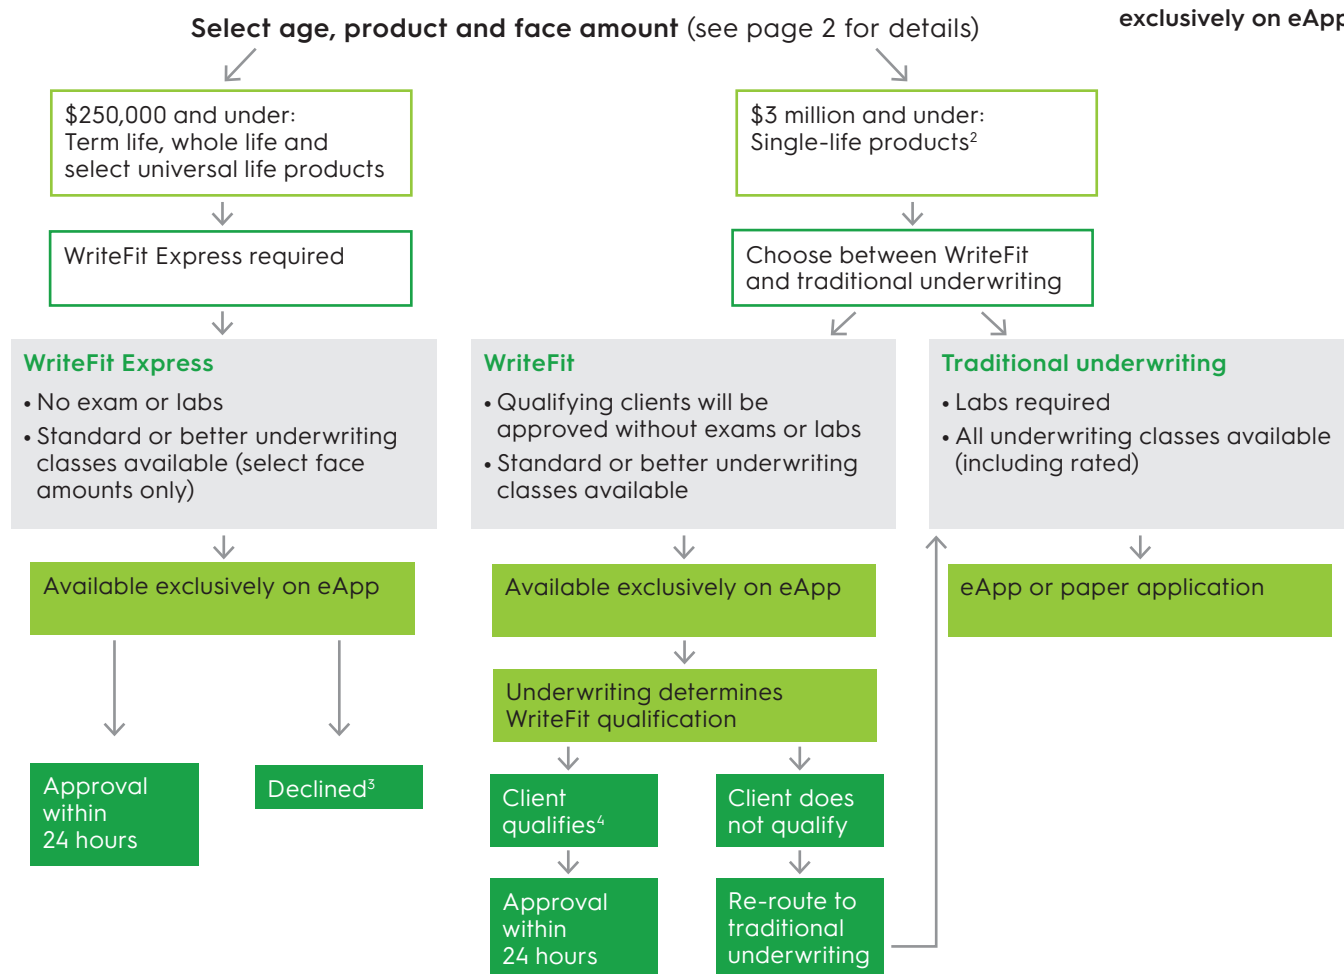 Select age, product and face amount (see page 2 for details)
exclusively on eApp
$250,000 and under:
Term life, whole life and
select universal life products
$3 million and under:
Single-life products²
WriteFit Express required
Choose between WriteFit
and traditional underwriting
WriteFit Express
• No exam or labs
• Standard or better underwriting
classes available (select face
amounts only)
WriteFit
• Qualifying clients will be
approved without exams or labs
• Standard or better underwriting
classes available
Traditional underwriting
• Labs required
• All underwriting classes available
(including rated)
Available exclusively on eApp
Available exclusively on eApp
eApp or paper application
Underwriting determines
WriteFit qualification
Approval
within
24 hours
Declined³
Client
qualifies⁴
Client does
not qualify
Approval
within
24 hours
Re-route to
traditional
underwriting